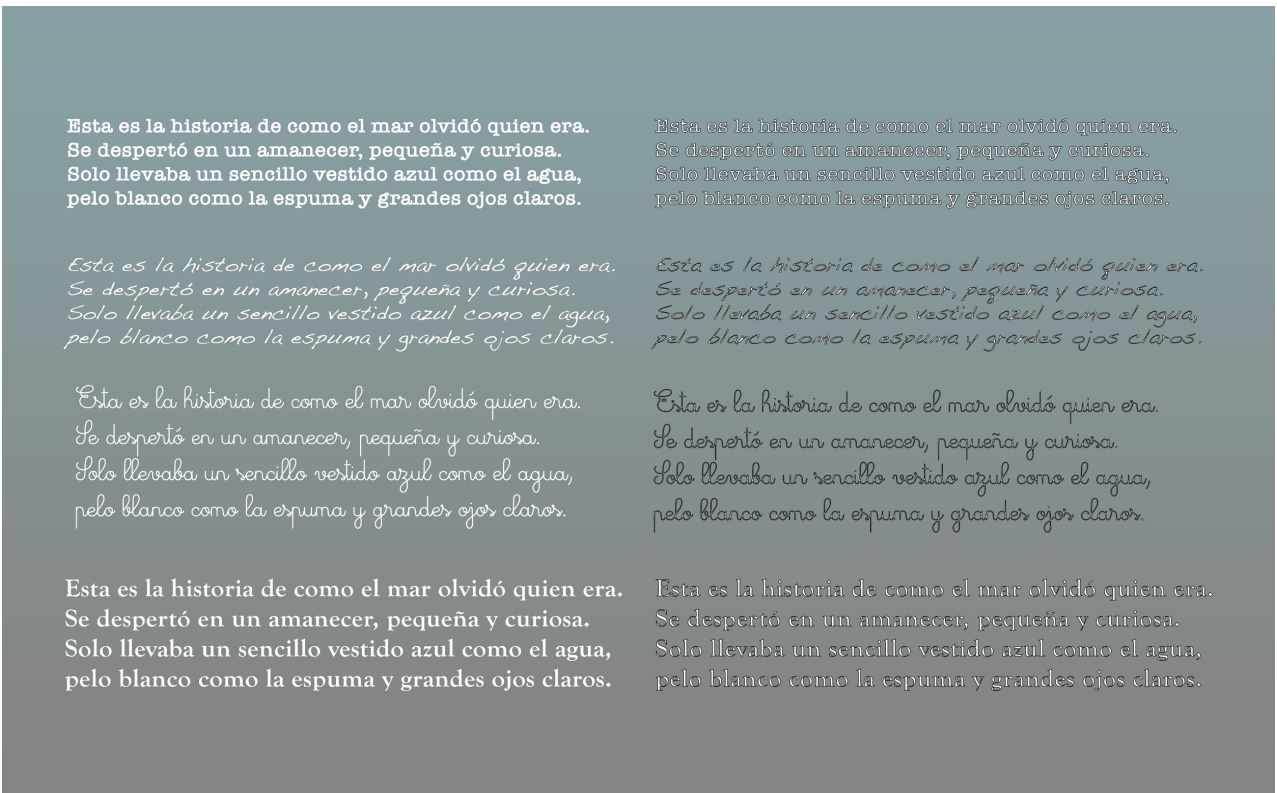 Esta es la historia de como el mar olvidó quien era.
Se despertó en un amanecer, pequeña y curiosa.
Solo llevaba un sencillo vestido azul como el agua,
pelo blanco como la espuma y grandes ojos claros.
Esta es la historia de como el mar olvidó quien era.
Se despertó en un amanecer, pequeña y curiosa.
Solo llevaba un sencillo vestido azul como el agua,
pelo blanco como la espuma y grandes ojos claros.
Esta es la historia de como el mar olvidó quien era.
Se despertó en un amanecer, pequeña y curiosa.
Solo llevaba un sencillo vestido azul como el agua,
pelo blanco como la espuma y grandes ojos claros.
Esta es la historia de como el mar olvidó quien era.
Se despertó en un amanecer, pequeña y curiosa.
Solo llevaba un sencillo vestido azul como el agua,
pelo blanco como la espuma y grandes ojos claros.
Esta es la historia de como el mar olvidó quien era.
Se despertó en un amanecer, pequeña y curiosa.
Solo llevaba un sencillo vestido azul como el agua,
pelo blanco como la espuma y grandes ojos claros.
Esta es la historia de como el mar olvidó quien era.
Se despertó en un amanecer, pequeña y curiosa.
Solo llevaba un sencillo vestido azul como el agua,
pelo blanco como la espuma y grandes ojos claros.
Esta es la historia de como el mar olvidó quien era.
Se despertó en un amanecer, pequeña y curiosa.
Solo llevaba un sencillo vestido azul como el agua,
pelo blanco como la espuma y grandes ojos claros.
Esta es la historia de como el mar olvidó quien era.
Se despertó en un amanecer, pequeña y curiosa.
Solo llevaba un sencillo vestido azul como el agua,
pelo blanco como la espuma y grandes ojos claros.